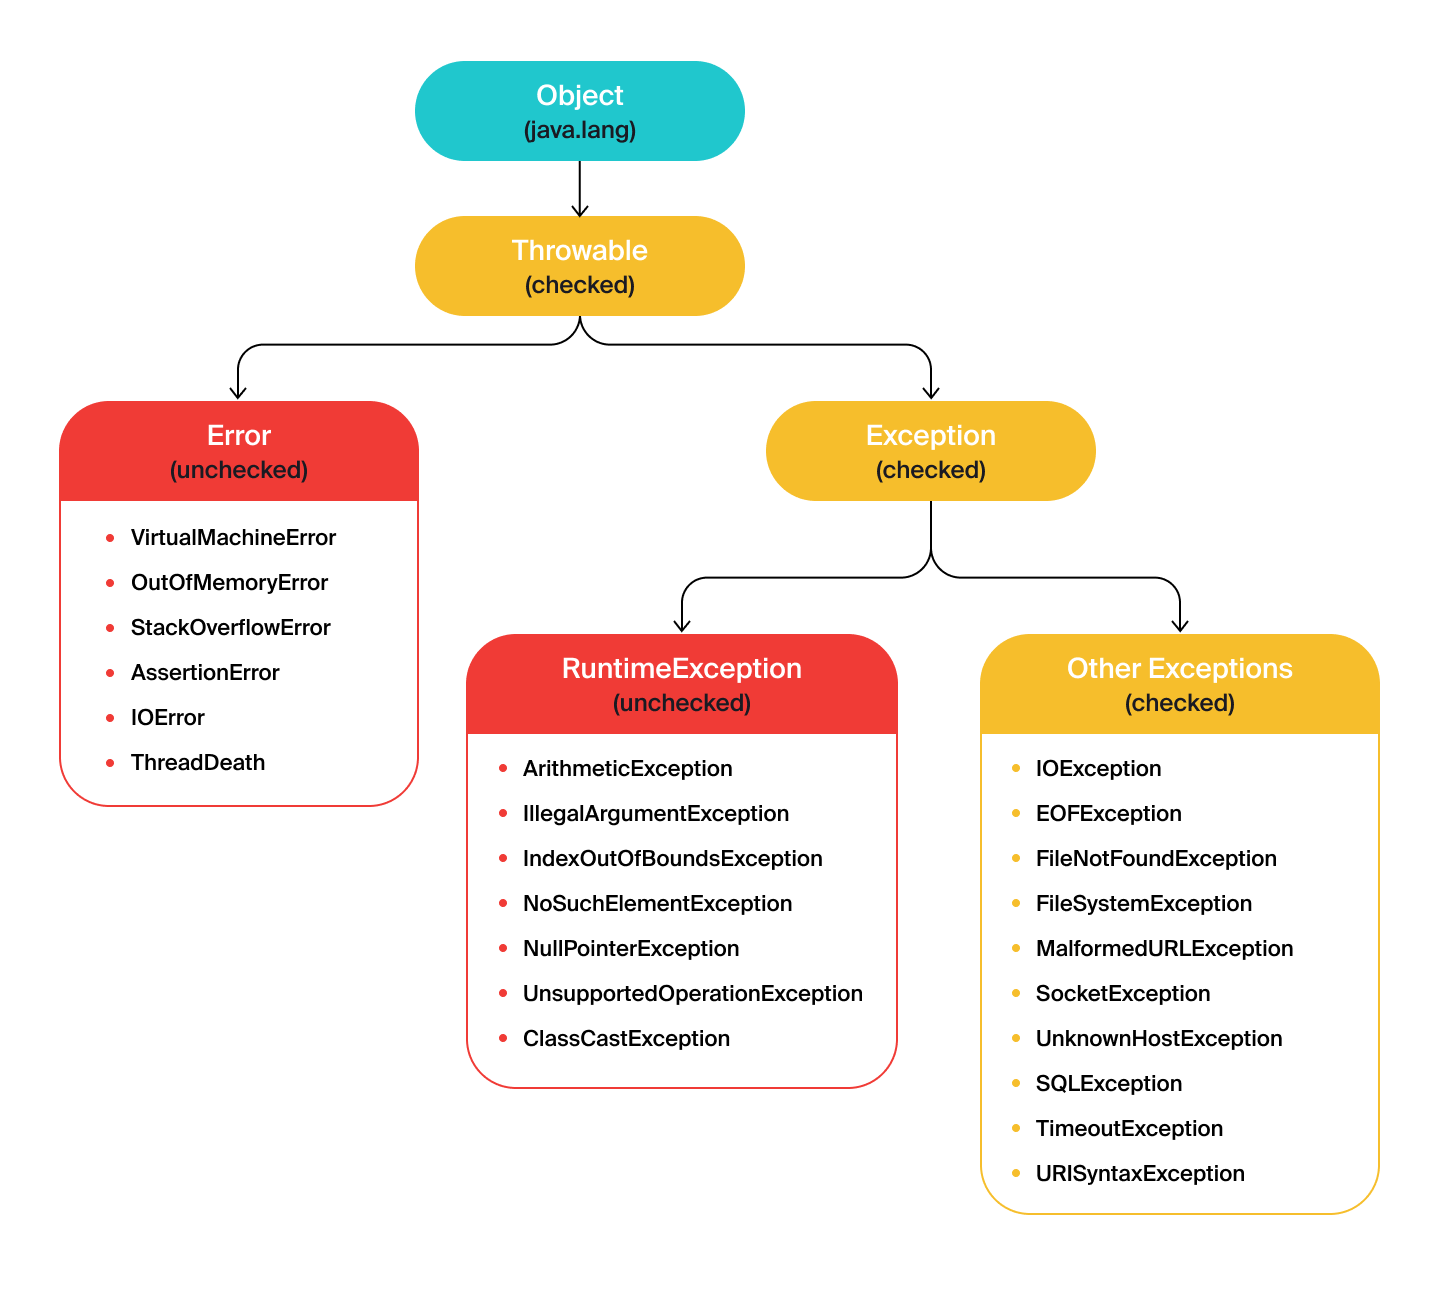 Object
(java.lang)
Throwable
(checked)
Error
(unchecked)
VirtualMachineError
OutOfMemoryError
StackOverflowError
AssertionError
IOError
ThreadDeath
Exception
(checked)
RuntimeException
(unchecked)
ArithmeticException
IllegalArgumentException
IndexOutOfBoundsException
NoSuchElementException
NullPointerException
UnsupportedOperationException
ClassCastException
Other Exceptions
(checked)
IOException
EOFException
FileNotFoundException
FileSystemException
MalformedURLException
SocketException
UnknownHostException
SQLException
TimeoutException
URISyntaxException